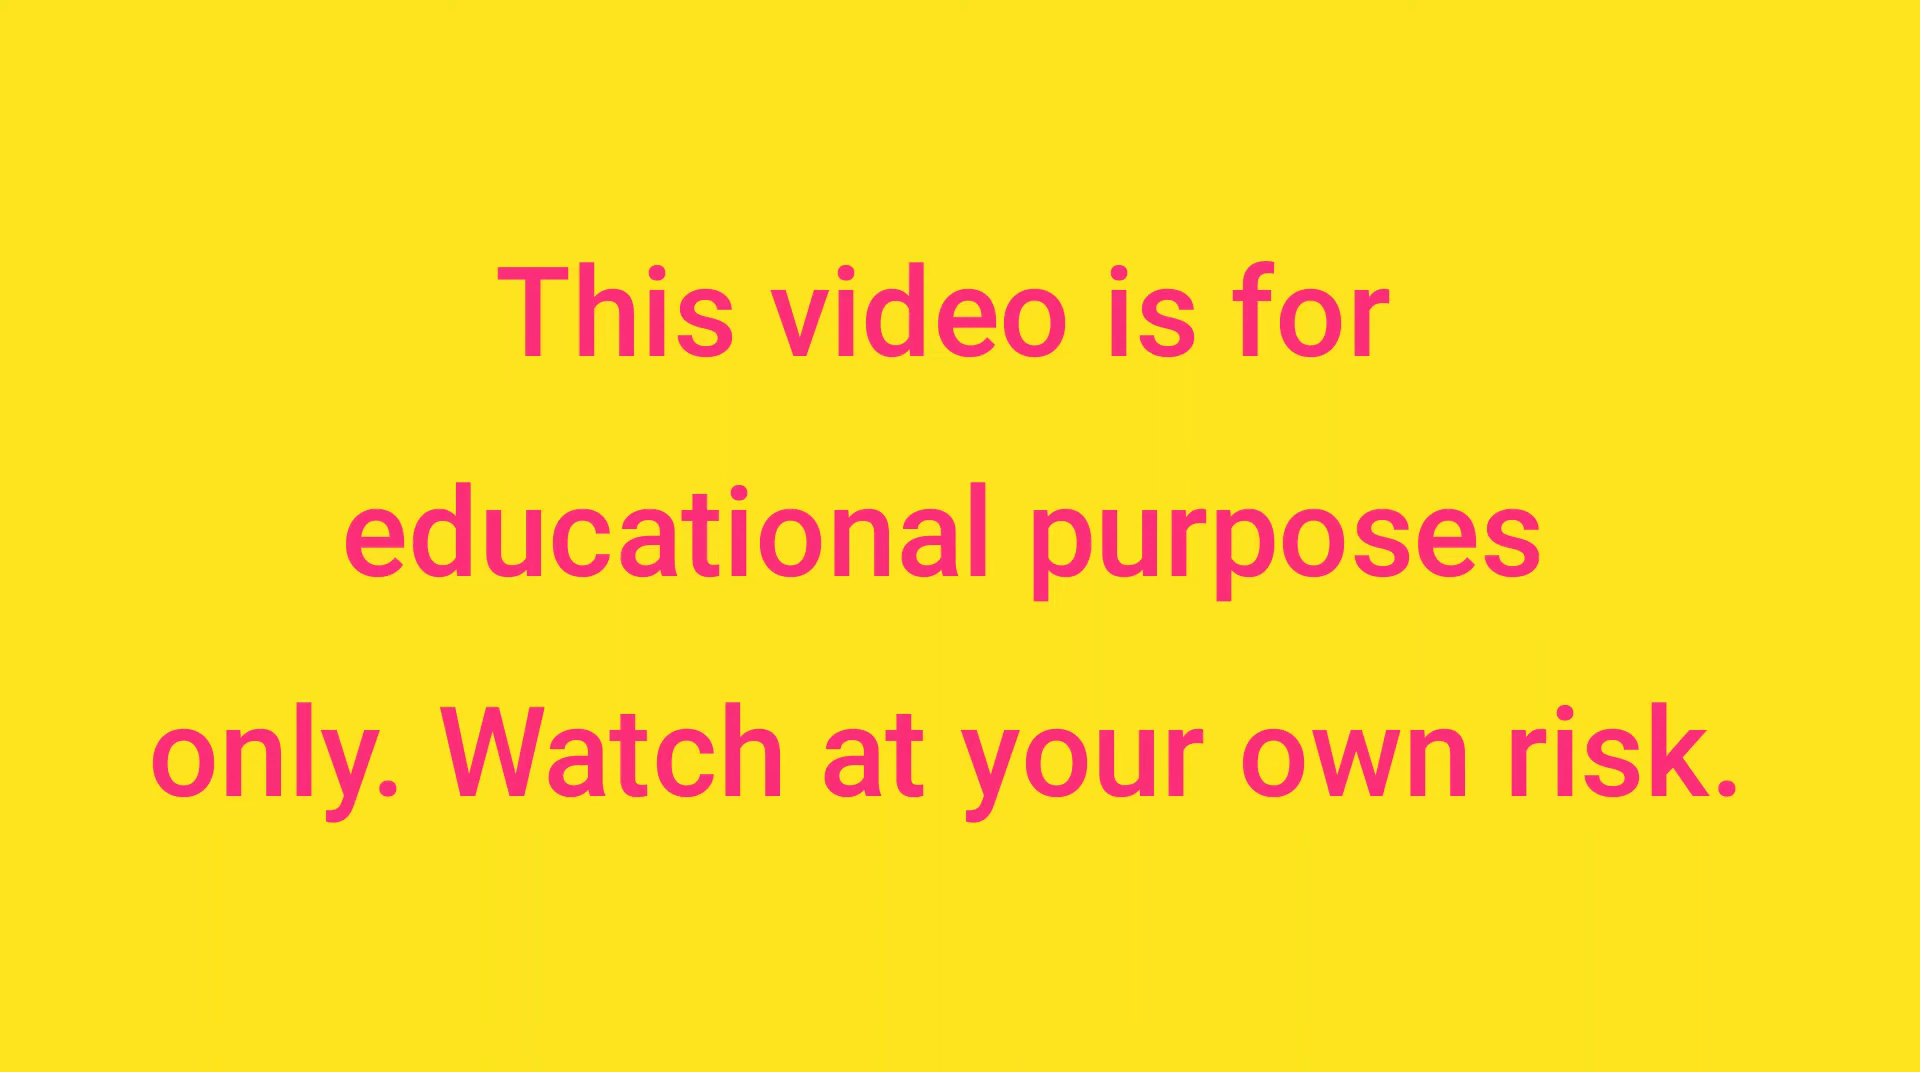 This video is for
educational purposes
only. Watch at your own risk.